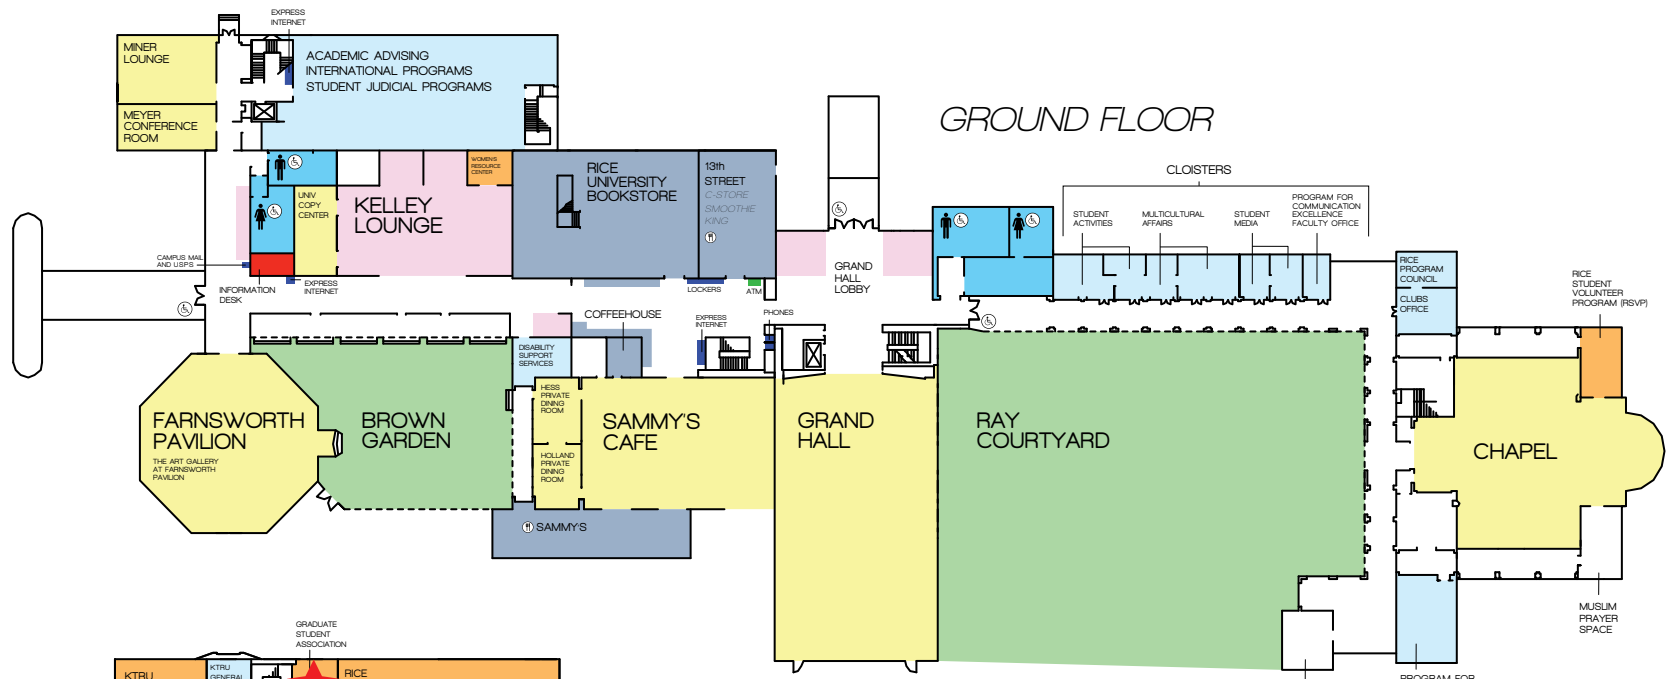 EXPRESS
INTERNET
MINER
LOUNGE
ACADEMIC ADVISING
INTERNATIONAL PROGRAMS
STUDENT JUDICIAL PROGRAMS
MEYER
CONFERENCE
ROOM
GROUND FLOOR
CLOISTERS
WOMEN'S
RESOURCE
CENTER
RICE
UNIVERSITY
BOOKSTORE
13th
STREET
C-STORE
SMOOTHIE
KING
UNIV
COPY
CENTER
KELLEY
LOUNGE
STUDENT
ACTIVITIES
MULTICULTURAL
AFFAIRS
STUDENT
MEDIA
PROGRAM FOR
COMMUNICATION
EXCELLENCE
FACULTY OFFICE
CAMPUS MAIL
AND USPS
INFORMATION
DESK
EXPRESS
INTERNET
LOCKERS
ATM
GRAND
HALL
LOBBY
RICE
PROGRAM
COUNCIL
CLUBS
OFFICE
RICE
STUDENT
VOLUNTEER
PROGRAM (RSVP)
COFFEEHOUSE
EXPRESS
INTERNET
PHONES
DISABILITY
SUPPORT
SERVICES
FARNSWORTH
PAVILION
THE ART GALLERY
AT FARNSWORTH
PAVILION
BROWN
GARDEN
HESS
PRIVATE
DINING
ROOM
HOLLAND
PRIVATE
DINING
ROOM
SAMMY'S
CAFE
GRAND
HALL
RAY
COURTYARD
CHAPEL
SAMMY'S
MUSLIM
PRAYER
SPACE
GRADUATE
STUDENT
ASSOCIATION
KTRU
KTRU
GENERAL
RICE
PROGRAM FOR